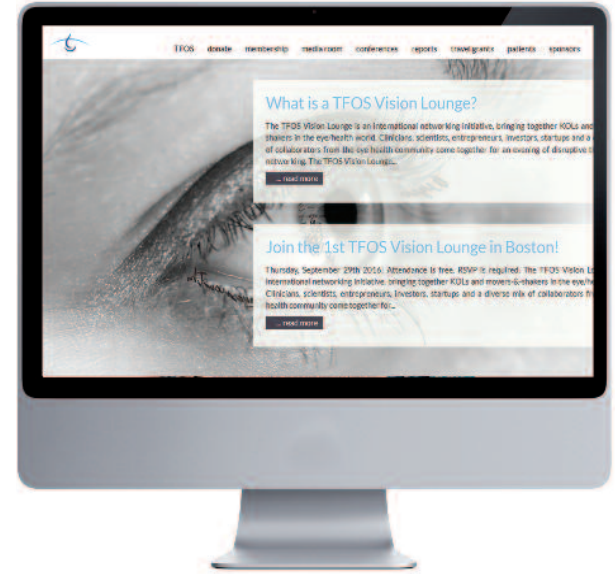 TFOS donate membership media room conferences reports travel grants patients sponsors
What is a TFOS Vision Lounge?
The TFOS Vision Lounge is an international networking initiative, bringing together KOLs and
shakers in the eye/health world. Clinicians, scientists, entrepreneurs, investors, startups and a
of collaborators from the eye health community come together for an evening of disruptive
networking. The TFOS Vision Lounge...
... read more
Join the 1st TFOS Vision Lounge in Boston!
Thursday, September 29th 2016. Attendance is free. RSVP is required. The TFOS Vision
international networking initiative, bringing together KOLs and movers-&-shakers in the
Clinicians, scientists, entrepreneurs, investors, startups and a diverse mix of collaborators
health community come together for...
... read more